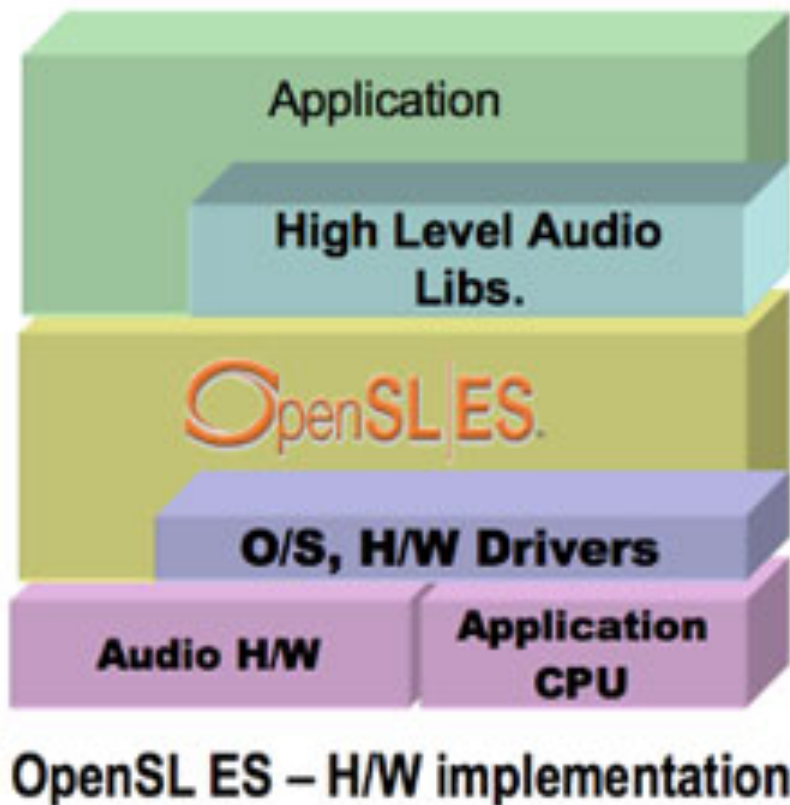 Application
High Level Audio
Libs.
OpenSL|ES.
O/S, H/W Drivers
Audio H/W
Application
CPU
OpenSL ES – H/W implementation